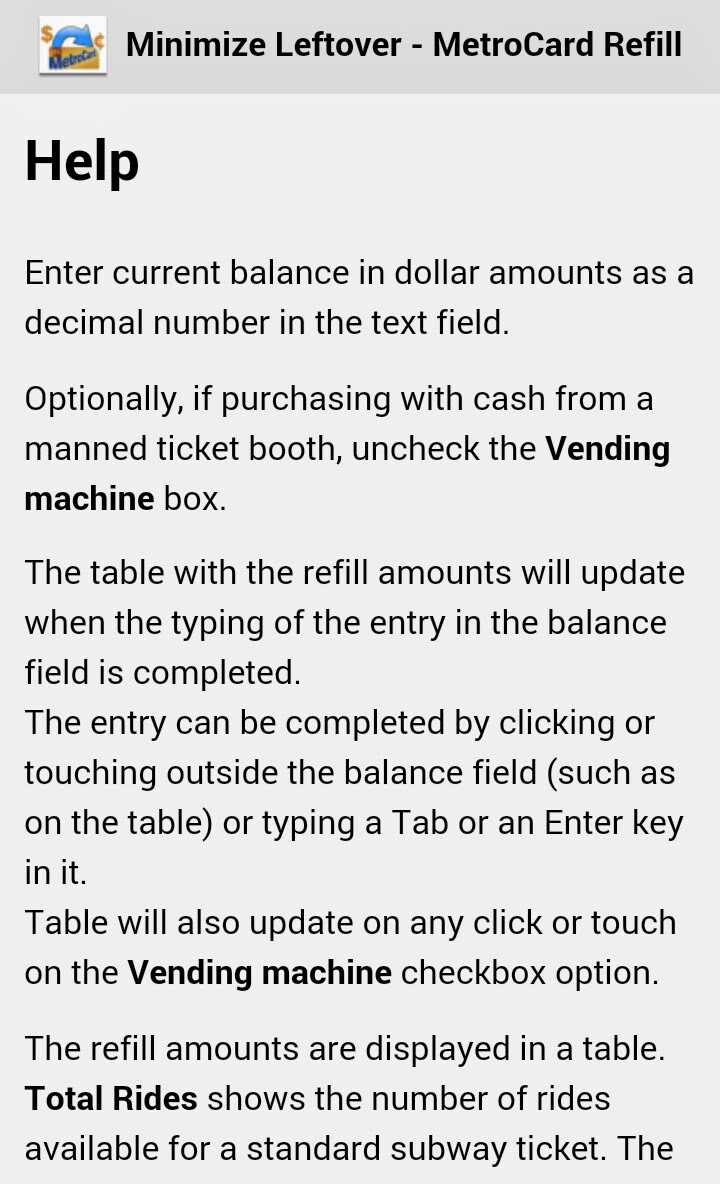 $ ¢
MetroCard
Minimize Leftover - MetroCard Refill
Help
Enter current balance in dollar amounts as a
decimal number in the text field.
Optionally, if purchasing with cash from a
manned ticket booth, uncheck the Vending
machine box.
The table with the refill amounts will update
when the typing of the entry in the balance
field is completed.
The entry can be completed by clicking or
touching outside the balance field (such as
on the table) or typing a Tab or an Enter key
in it.
Table will also update on any click or touch
on the Vending machine checkbox option.
The refill amounts are displayed in a table.
Total Rides shows the number of rides
available for a standard subway ticket. The